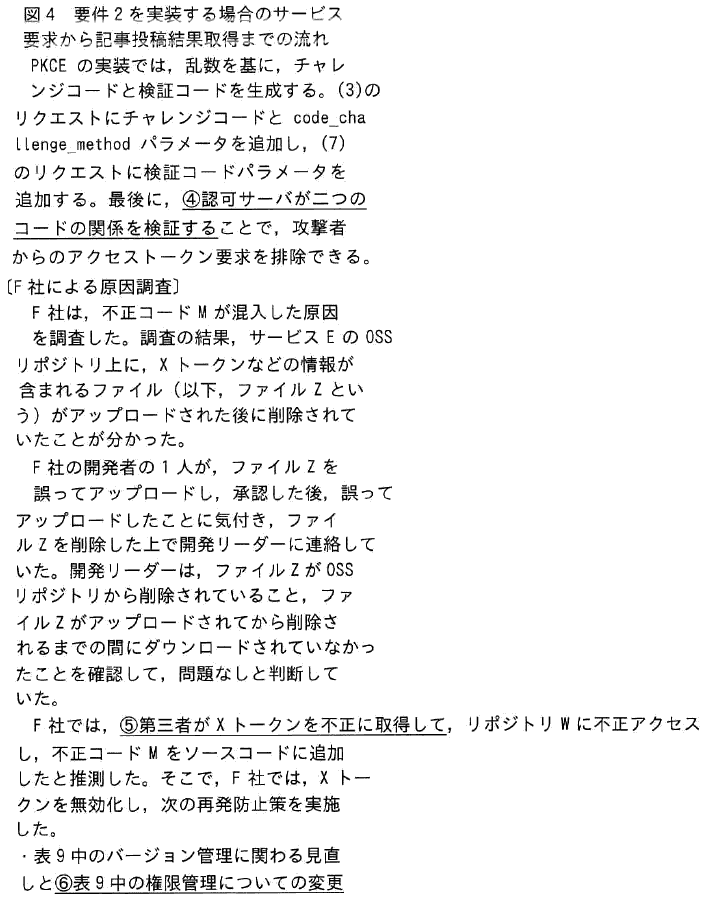 図4 要件2を実装する場合のサービス
要求から記事投稿結果取得までの流れ
PKCE の実装では，乱数を基に，チャレ
ンジコードと検証コードを生成する。(3)の
リクエストにチャレンジコードと code_cha
llenge_method パラメータを追加し，(7)
のリクエストに検証コードパラメータを
追加する。最後に，④認可サーバが二つの
コードの関係を検証することで，攻撃者
からのアクセストークン要求を排除できる。
〔F 社による原因調査〕
F 社は，不正コード M が混入した原因
を調査した。調査の結果，サービス E の OSS
リポジトリ上に，X トークンなどの情報が
含まれるファイル（以下，ファイル Z とい
う）がアップロードされた後に削除されて
いたことが分かった。
F 社の開発者の 1 人が，ファイル Z を
誤ってアップロードし，承認した後，誤って
アップロードしたことに気付き，ファイ
ル Z を削除した上で開発リーダーに連絡して
いた。開発リーダーは，ファイル Z が OSS
リポジトリから削除されていること，ファ
イル Z がアップロードされてから削除さ
れるまでの間にダウンロードされていなかっ
たことを確認して，問題なしと判断して
いた。
F 社では，⑤第三者が X トークンを不正に取得して，リポジトリ W に不正アクセス
し，不正コード M をソースコードに追加
したと推測した。そこで，F 社では，X トー
クンを無効化し，次の再発防止策を実施
した。
・表 9 中のバージョン管理に関わる見直
しと⑥表 9 中の権限管理についての変更